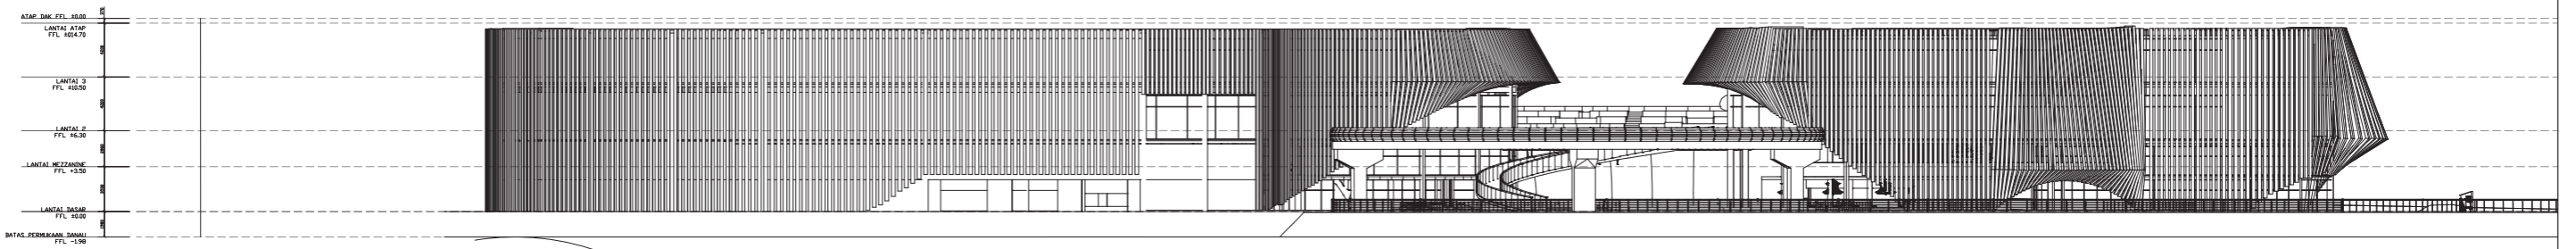 ATAP DAK FFL ±0.00
LANTAI ATAP
FFL ±014.70
LANTAI 3
FFL ±10.50
LANTAI 2
FFL ±6.30
LANTAI MEZZANINE
FFL +3.50
LANTAI DASAR
FFL ±0.00
BATAS PERMUKAAN DANAU
FFL -1.98